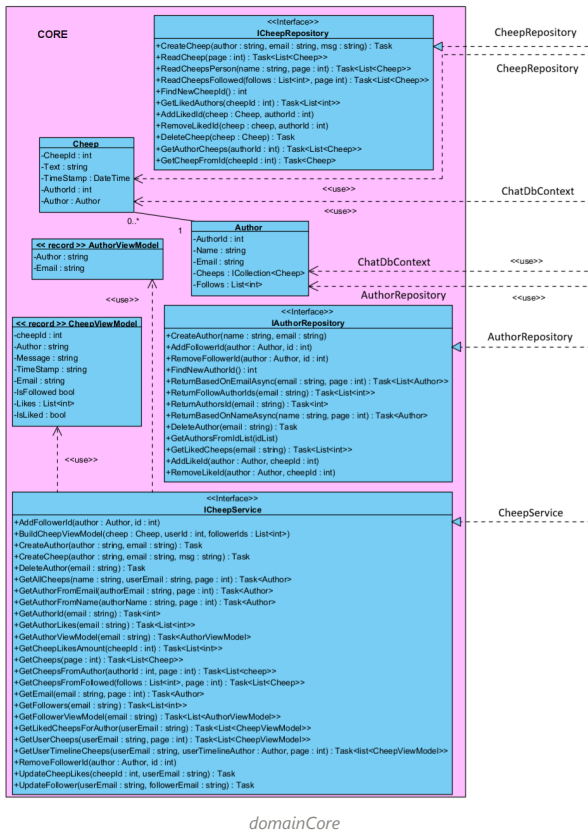 CORE
<<Interface>>
ICheepRepository
+CreateCheep(author : string, email : string, msg : string) : Task
+ReadCheep(page : int) : Task<List<Cheep>>
+ReadCheepsPerson(name : string, page : int) : Task<List<Cheep>>
+ReadCheepsFollowed(follows : List<int>, page int) : Task<List<Cheep>>
+FindNewCheepId() : int
+GetLikedAuthors(cheepId : int) : Task<List<int>>
+AddLikedId(cheep : Cheep, authorId : int)
+RemoveLikedId(cheep : cheep, authorId : int)
+DeleteCheep(cheep : Cheep) : Task
+GetAuthorCheeps(authorId : int) : Task<List<Cheep>>
+GetCheepFromId(cheepId : int) : Task<Cheep>
CheepRepository
CheepRepository
Cheep
-CheepId : int
-Text : string
-TimeStamp : DateTime
-AuthorId : int
-Author : Author
<<use>>
ChatDbContext
<<use>>
0..*
1
Author
-AuthorId : int
-Name : string
-Email : string
-Cheeps : ICollection<Cheep>
-Follows : List<int>
<< record >> AuthorViewModel
-Author : string
-Email : string
ChatDbContext
<<use>>
<<use>>
AuthorRepository
<<use>>
<< record >> CheepViewModel
-cheepId : int
-Author : string
-Message : string
-TimeStamp : string
-Email : string
-IsFollowed bool
-Likes : List<int>
-IsLiked : bool
<<Interface>>
IAuthorRepository
+CreateAuthor(name : string, email : string)
+AddFollowerId(author : Author, id : int)
+RemoveFollowerId(author : Author, id : int)
+FindNewAuthorId() : int
+ReturnBasedOnEmailAsync(email : string, page : int) : Task<List<Author>>
+ReturnFollowAuthorIds(email : string) : Task<List<int>>
+ReturnAuthorsId(email : string) : Task<int>
+ReturnBasedOnNameAsync(name : string, page : int) : Task<Author>
+DeleteAuthor(email : string) : Task
+GetAuthorsFromIdList(idList)
+GetLikedCheeps(email : string) : Task<List<int>>
+AddLikeId(author : Author, cheepId : int)
+RemoveLikeId(author : Author, cheepId : int)
AuthorRepository
<<use>>
<<Interface>>
ICheepService
+AddFollowerId(author : Author, id : int)
+BuildCheepViewModel(cheep : Cheep, userId : int, followerIds : List<int>)
+CreateAuthor(author : string, email : string) : Task
+CreateCheep(author : string, email : string, msg : string) : Task
+DeleteAuthor(email : string) : Task
+GetAllCheeps(name : string, userEmail : string, page : int) : Task<Author>
+GetAuthorFromEmail(authorEmail : string, page : int) : Task<Author>
+GetAuthorFromName(authorName : string, page : int) : Task<Author>
+GetAuthorId(email : string) : Task<int>
+GetAuthorLikes(email : string) : Task<List<int>>
+GetAuthorViewModel(email : string) : Task<AuthorViewModel>
+GetCheepLikesAmount(cheepId : int) : Task<List<int>>
+GetCheeps(page : int) : Task<List<Cheep>>
+GetCheepsFromAuthor(authorId : int, page : int) : Task<List<cheep>>
+GetCheepsFromFollowed(follows : List<int>, page : int) : Task<List<Cheep>>
+GetEmail(email : string, page : int) : Task<Author>
+GetFollowers(email : string) : Task<List<int>>
+GetFollowerViewModel(email : string) : Task<List<AuthorViewModel>>
+GetLikedCheepsForAuthor(userEmail : string) : Task<List<CheepViewModel>>
+GetUserCheeps(userEmail : string, page : int) : Task<List<CheepViewModel>>
+GetUserTimelineCheeps(userEmail : string, userTimelineAuthor : Author, page : int) : Task<list<CheepViewModel>>
+RemoveFollowerId(author : Author, id : int)
+UpdateCheepLikes(cheepId : int, userEmail : string) : Task
+UpdateFollower(userEmail : string, followerEmail : string) : Task
CheepService
domainCore